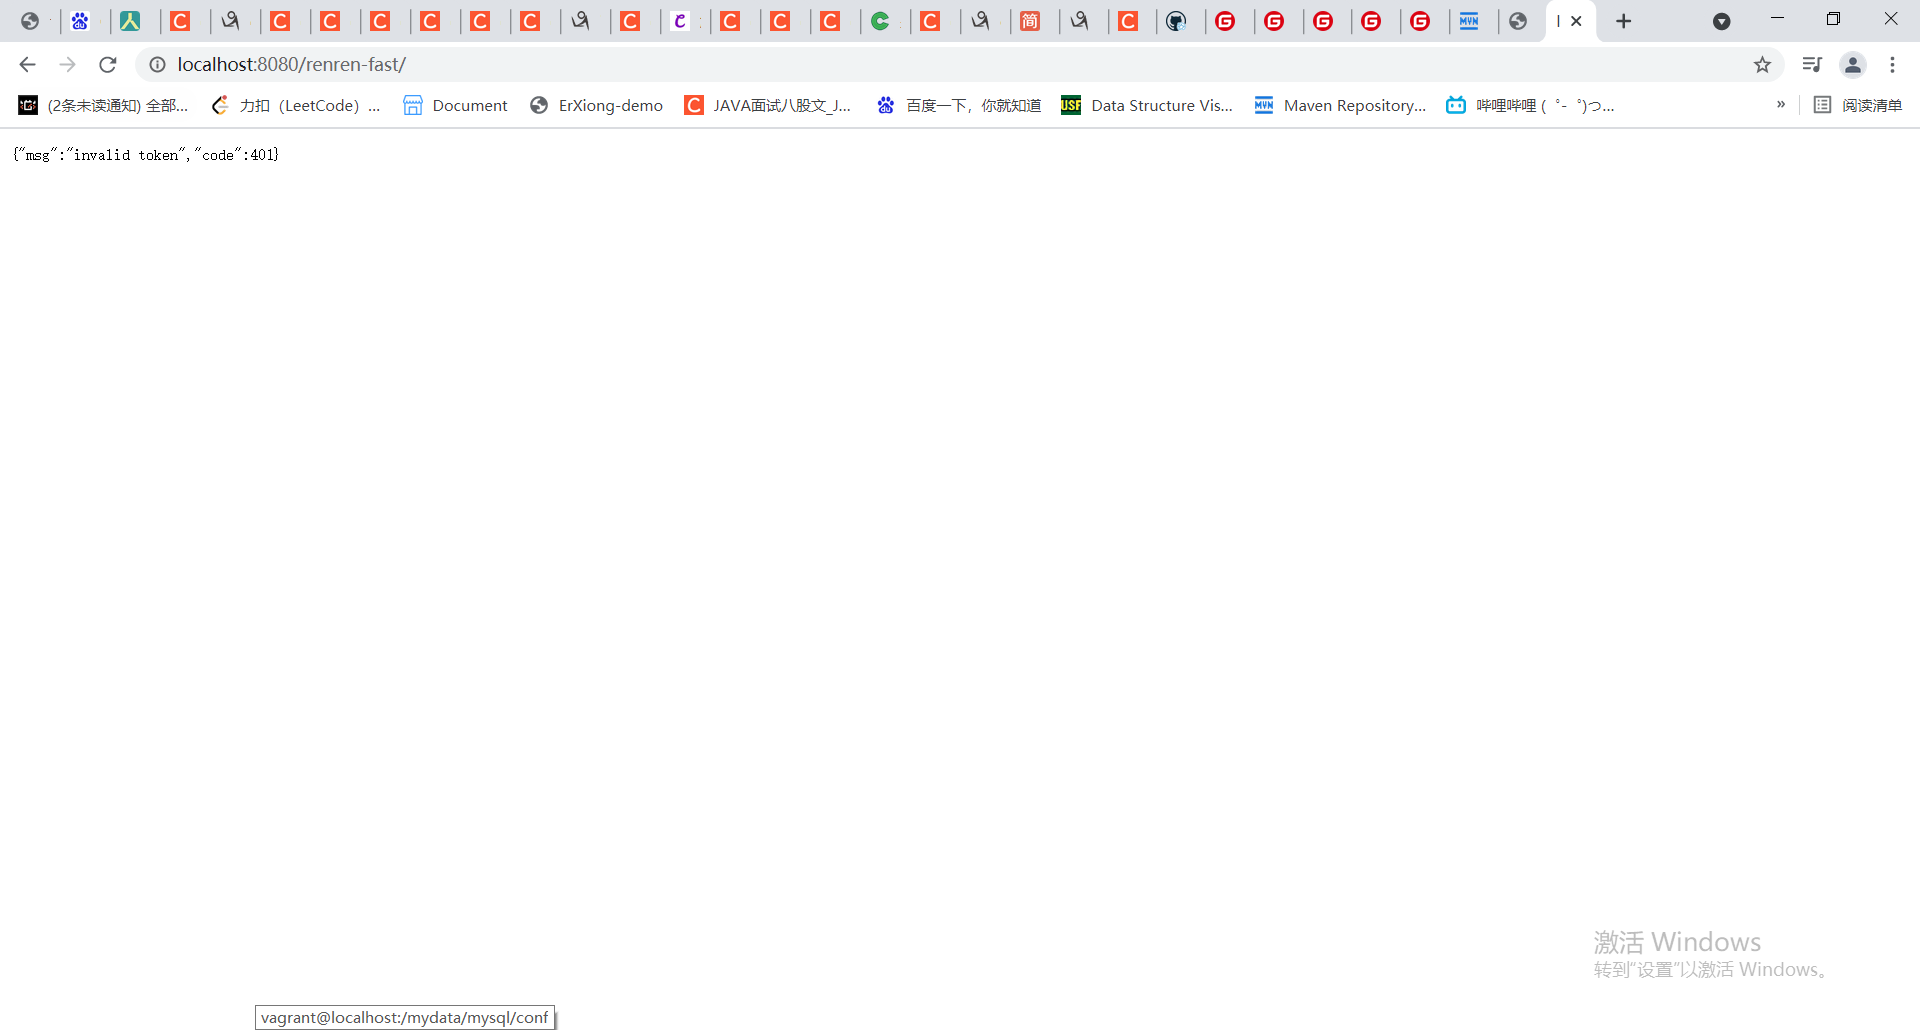 localhost:8080/renren-fast/
(2条未读通知) 全部...
力扣（LeetCode）...
Document
ErXiong-demo
JAVA面试八股文_J...
百度一下，你就知道
USF
Data Structure Vis...
MVN
Maven Repository...
哔哩哔哩 (゜-゜)つ...
»
阅读清单
{"msg":"invalid token","code":401}
激活 Windows
转到“设置”以激活 Windows。
vagrant@localhost:/mydata/mysql/conf